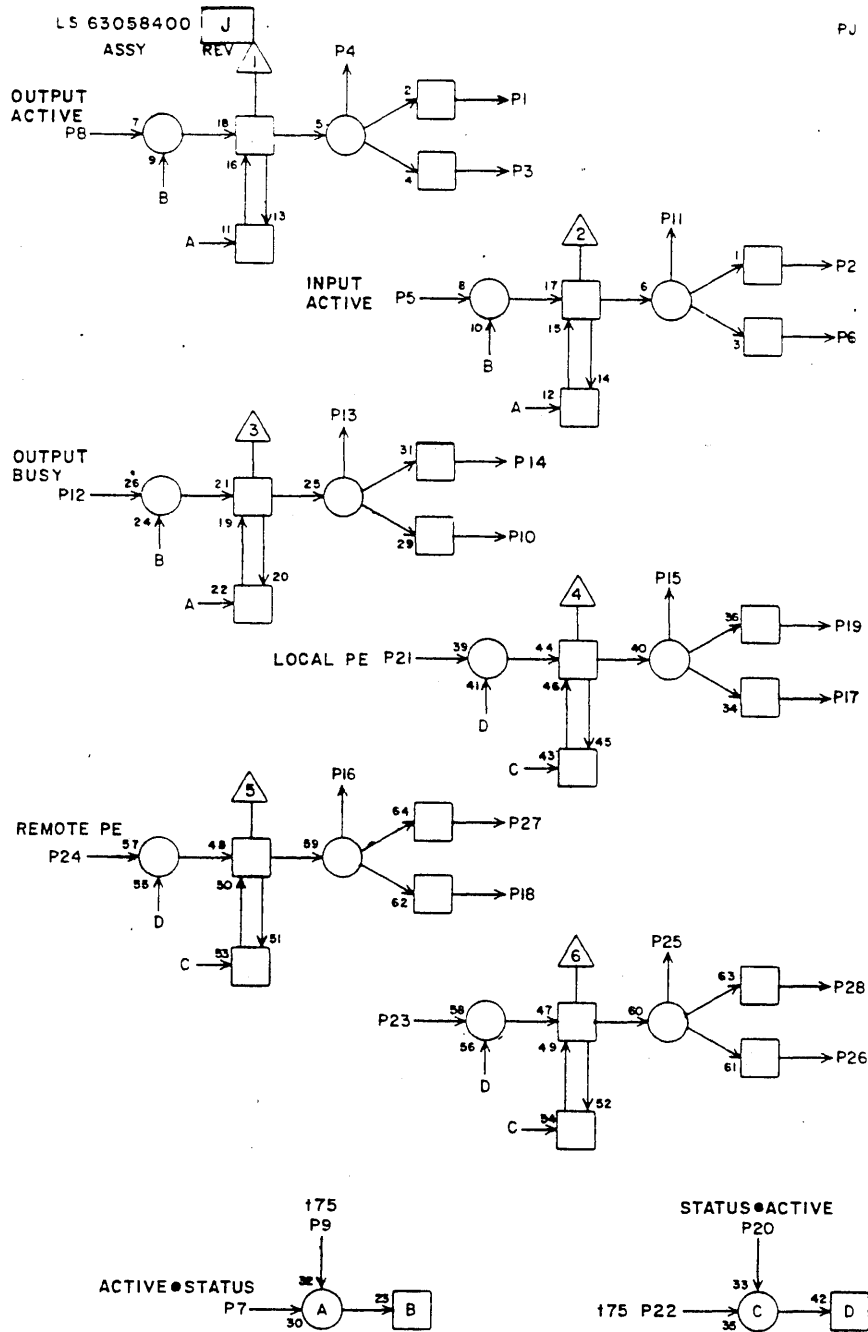 LS 63058400 J
ASSY REV
PJ
1
P4
OUTPUT
ACTIVE
P8 7 18 5 2 P1
9 16 4 P3
B
A 11 13
INPUT
ACTIVE
2
P11
P5 8 17 6 1 P2
10 15 3 P6
B
A 12 14
OUTPUT
BUSY
3
P13
P12 26 21 25 31 P14
24 19 29 P10
B
A 22 20
4
P15
LOCAL PE P21 39 44 40 36 P19
41 46 34 P17
D
C 43 45
5
P16
REMOTE PE
P24 57 48 59 64 P27
55 50 62 P18
D
C 53 51
6
P25
P23 58 47 60 63 P28
56 49 61 P26
D
C 54 52
t75
P9
ACTIVE●STATUS
P7 30 32 A 23 B
STATUS●ACTIVE
P20
t75 P22 35 33 C 42 D